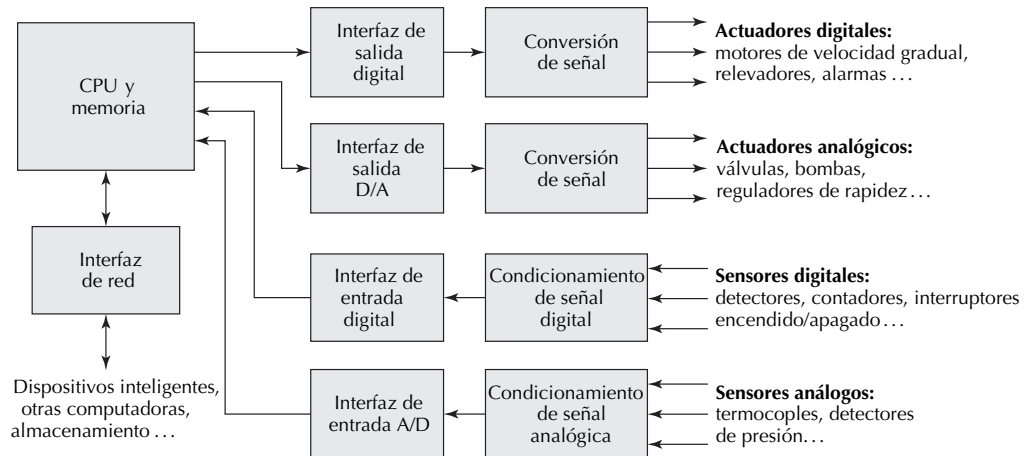 CPU y
memoria
Interfaz
de red
Dispositivos inteligentes,
otras computadoras,
almacenamiento ...
Interfaz de
salida
digital
Conversión
de señal
Actuadores digitales:
motores de velocidad gradual,
relevadores, alarmas ...
Interfaz de
salida
D/A
Conversión
de señal
Actuadores analógicos:
válvulas, bombas,
reguladores de rapidez...
Interfaz de
entrada
digital
Condicionamiento
de señal
digital
Sensores digitales:
detectores, contadores, interruptores
encendido/apagado...
Interfaz de
entrada A/D
Condicionamiento
de señal
analógica
Sensores análogos:
termocoples, detectores
de presión...